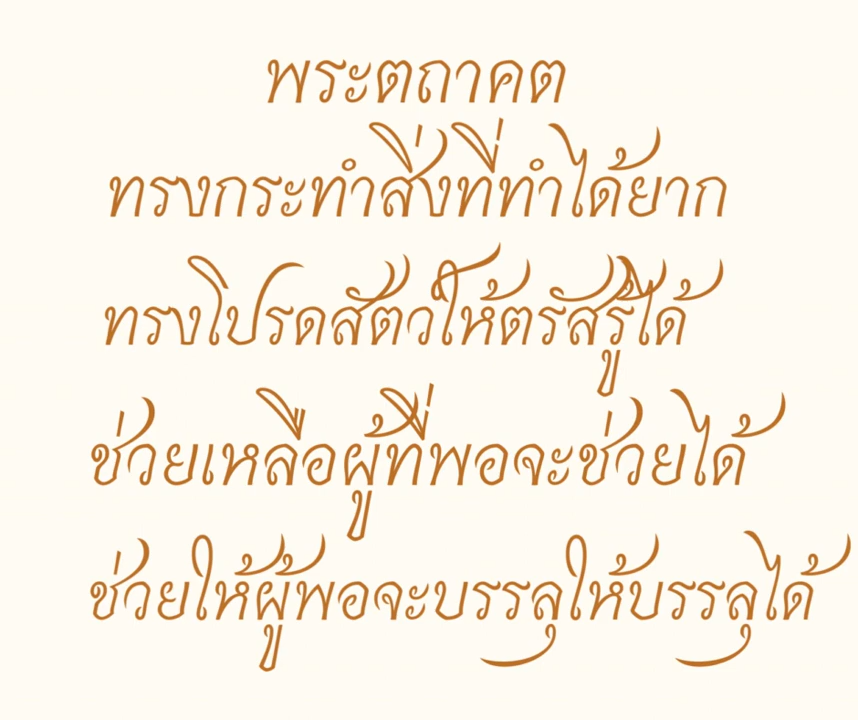 พระตถาคต
ทรงกระทำสิ่งที่ทำได้ยาก
ทรงโปรดสัตว์ให้ตรัสรู้ได้
ช่วยเหลือผู้ที่พอจะช่วยได้
ช่วยให้ผู้พอจะบรรลุให้บรรลุได้